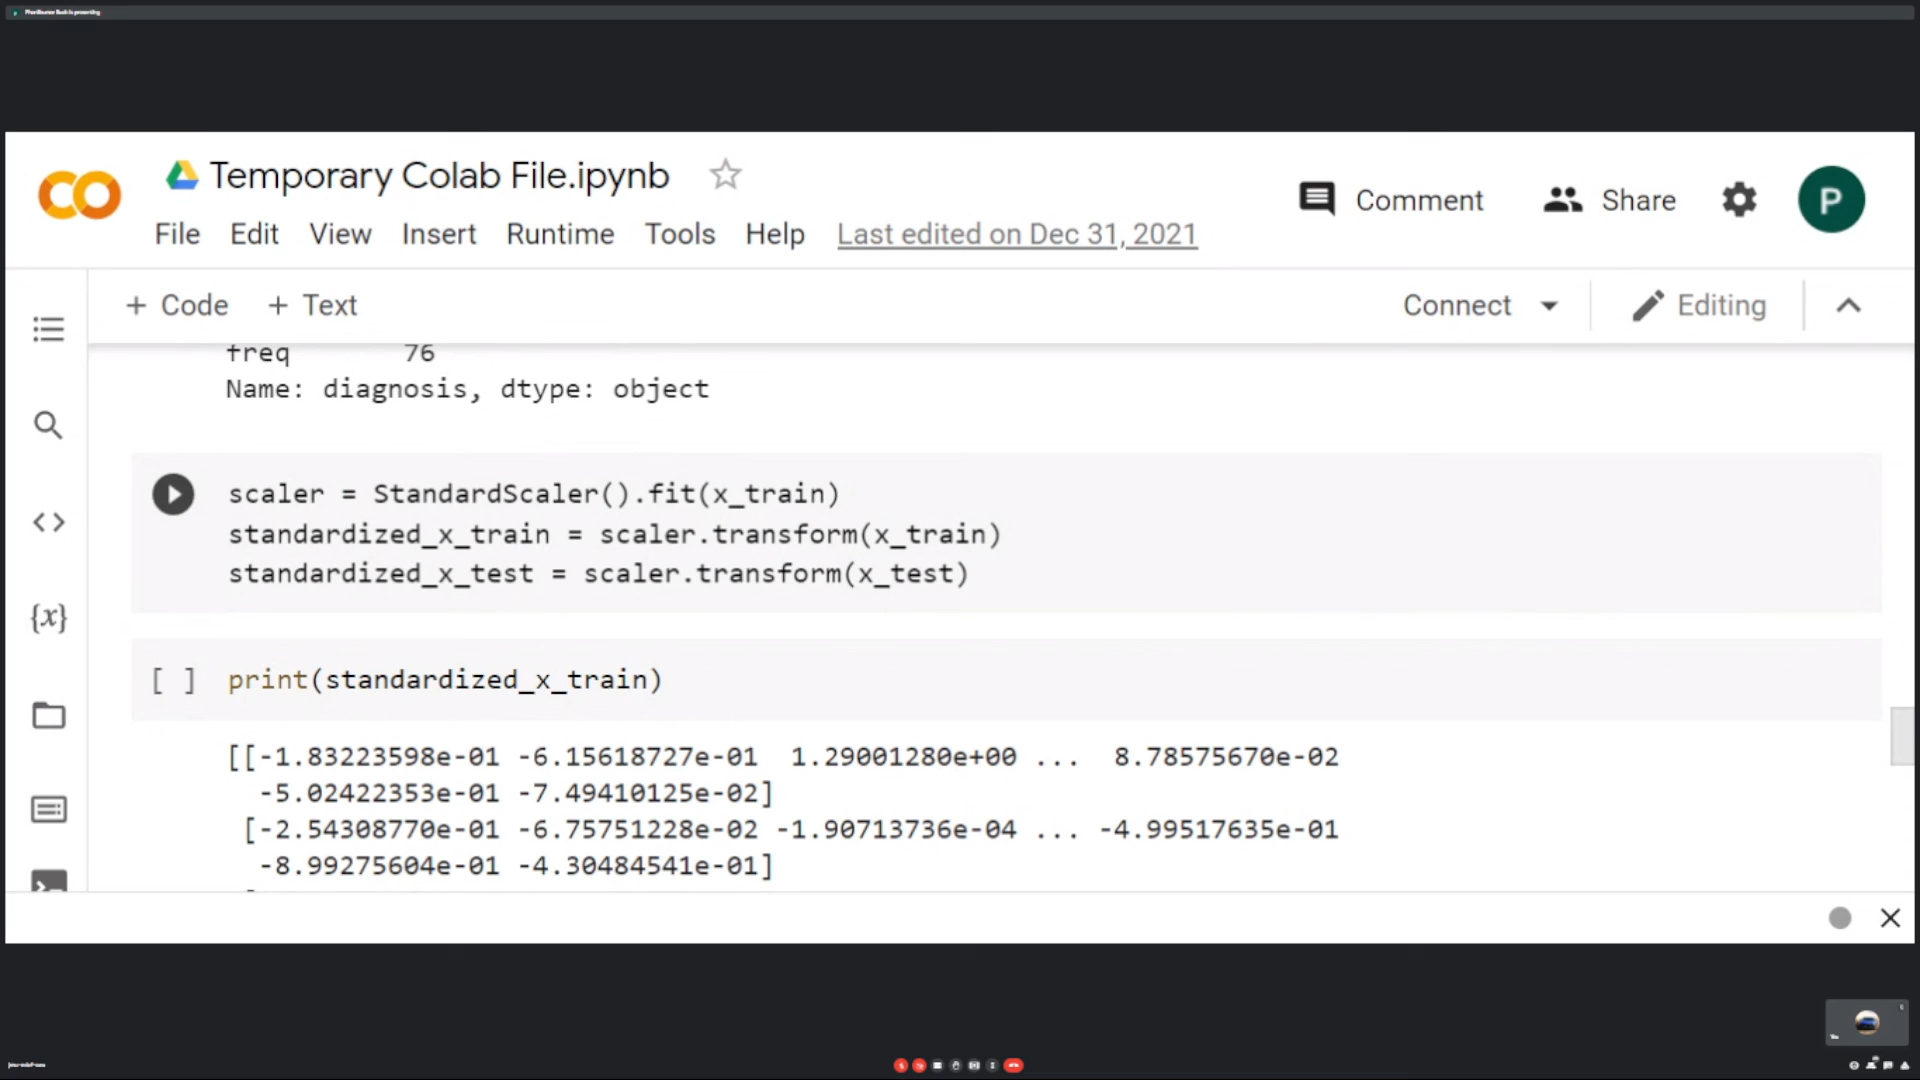 Temporary Colab File.ipynb
Comment
Share
P
File Edit View Insert Runtime Tools Help Last edited on Dec 31, 2021
+ Code + Text
Connect
Editing
freq 76
Name: diagnosis, dtype: object
scaler = StandardScaler().fit(x_train)
standardized_x_train = scaler.transform(x_train)
standardized_x_test = scaler.transform(x_test)
{x}
[ ] print(standardized_x_train)
[[-1.83223598e-01 -6.15618727e-01 1.29001280e+00 ... 8.78575670e-02
-5.02422353e-01 -7.49410125e-02]
[-2.54308770e-01 -6.75751228e-02 -1.90713736e-04 ... -4.99517635e-01
-8.99275604e-01 -4.30484541e-01]